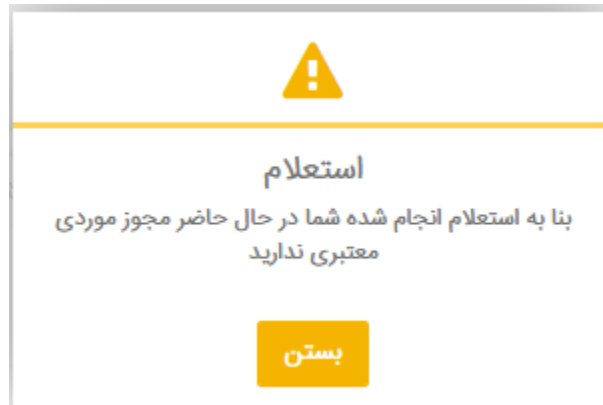 استعلام
بنا به استعلام انجام شده شما در حال حاضر مجوز موردی
معتبری ندارید
بستن